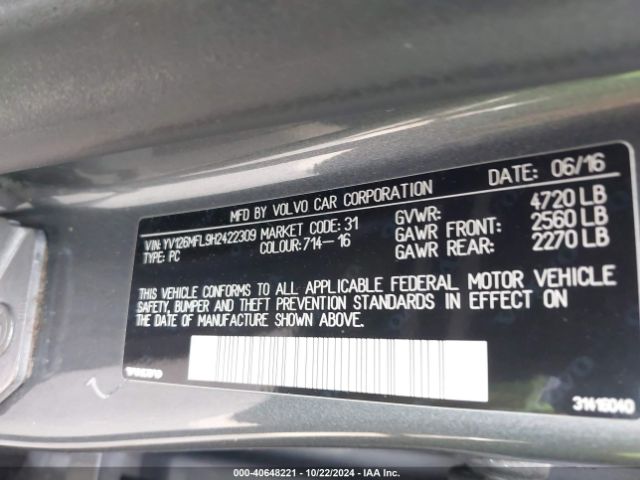 MFD BY VOLVO CAR CORPORATION DATE: 06/16
VIN: YV126MFL9H2422309 MARKET CODE: 31 GVWR: 4720 LB
TYPE: PC COLOUR: 714-16 GAWR FRONT: 2560 LB
GAWR REAR: 2270 LB
THIS VEHICLE CONFORMS TO ALL APPLICABLE FEDERAL MOTOR VEHICLE
SAFETY, BUMPER AND THEFT PREVENTION STANDARDS IN EFFECT ON
THE DATE OF MANUFACTURE SHOWN ABOVE.
VOLVO
31416040
000-40648221 - 10/22/2024 - IAA Inc.